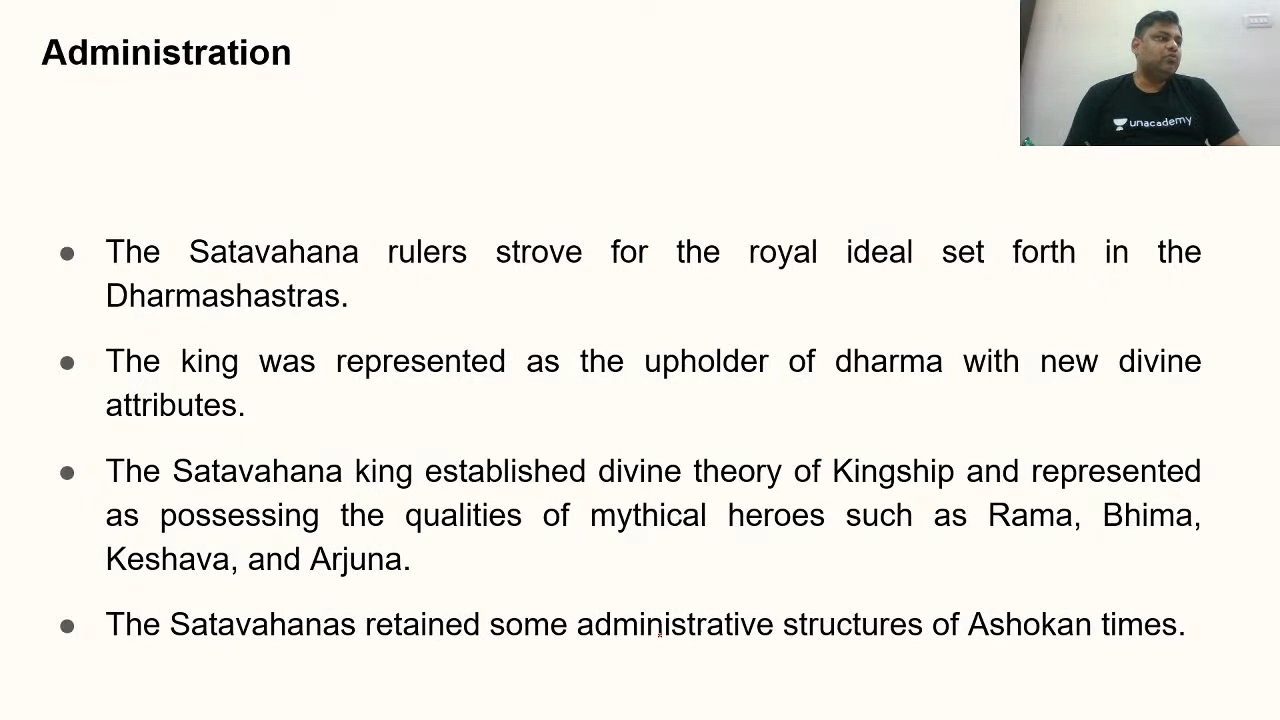 Administration
unacademy
● The Satavahana rulers strove for the royal ideal set forth in the
Dharmashastras.
● The king was represented as the upholder of dharma with new divine
attributes.
● The Satavahana king established divine theory of Kingship and represented
as possessing the qualities of mythical heroes such as Rama, Bhima,
Keshava, and Arjuna.
● The Satavahanas retained some administrative structures of Ashokan times.